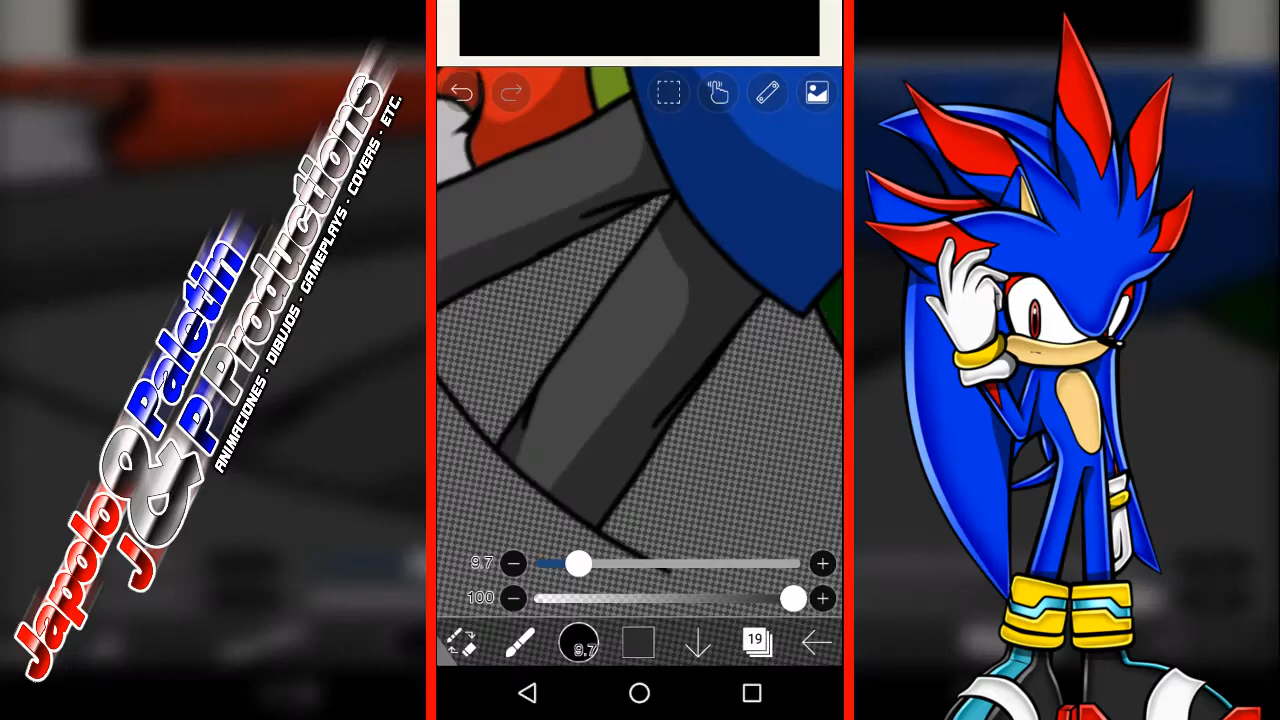 Japolo & Paletin
J&P Productions
ANIMACIONES · DIBUJOS · GAMEPLAYS · COVERS · ETC.
9.7
100
9.7
19